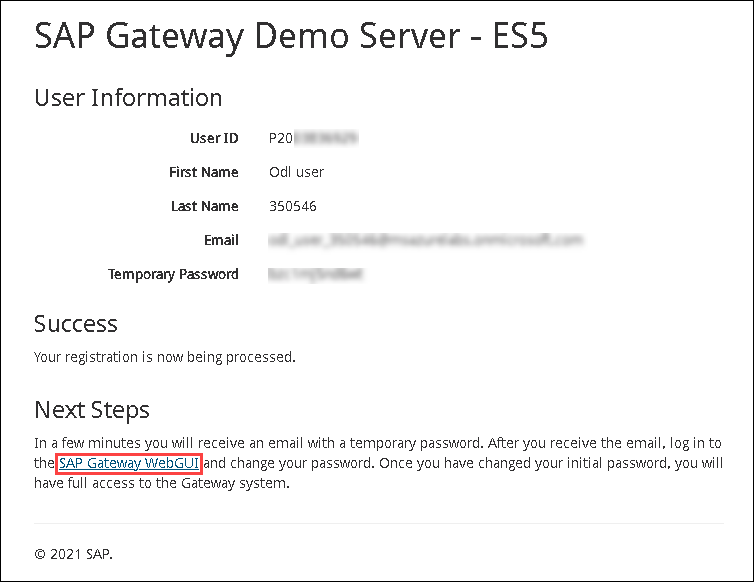 SAP Gateway Demo Server - ES5
User Information
User ID P20
First Name Odl user
Last Name 350546
Email
Temporary Password
Success
Your registration is now being processed.
Next Steps
In a few minutes you will receive an email with a temporary password. After you receive the email, log in to
the SAP Gateway WebGUI and change your password. Once you have changed your initial password, you will
have full access to the Gateway system.
© 2021 SAP.